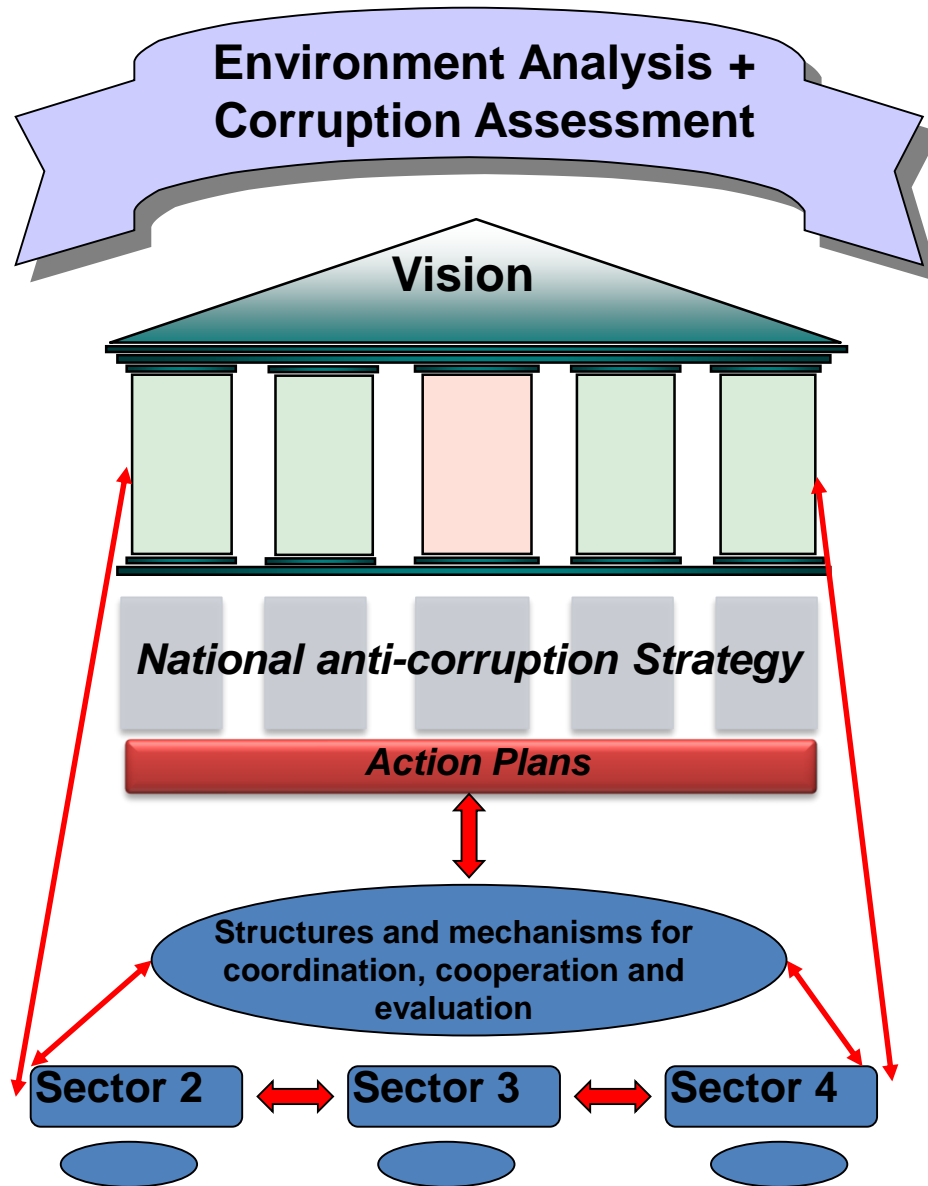 Environment Analysis +
Corruption Assessment
Vision
National anti-corruption Strategy
Action Plans
Structures and mechanisms for
coordination, cooperation and
evaluation
Sector 2
Sector 3
Sector 4